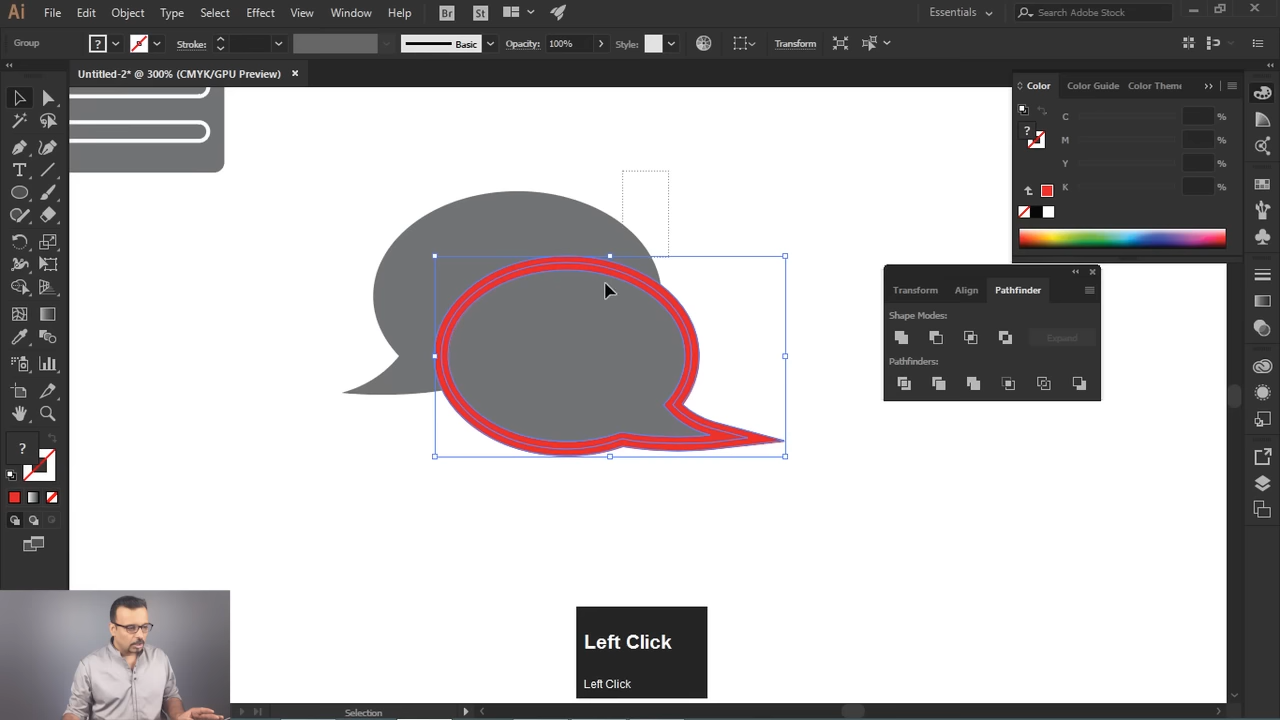 Ai File Edit Object Type Select Effect View Window Help Br St Essentials Search Adobe Stock
Group ? Stroke: Basic Opacity: 100% Style: Transform
Untitled-2* @ 300% (CMYK/GPU Preview) ×
Color Color Guide Color Theme
C %
M %
Y %
K %
?
Transform Align Pathfinder
Shape Modes:
Expand
Pathfinders:
T
?
Left Click
Left Click
Selection